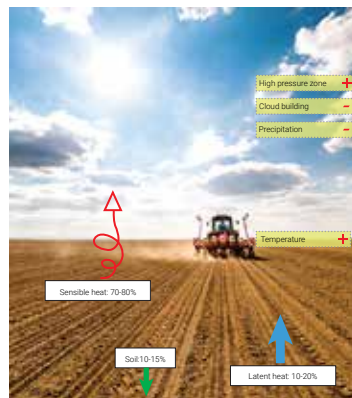 High pressure zone +
Cloud building -
Precipitation -
Temperature +
Sensible heat: 70-80%
Soil:10-15%
Latent heat: 10-20%